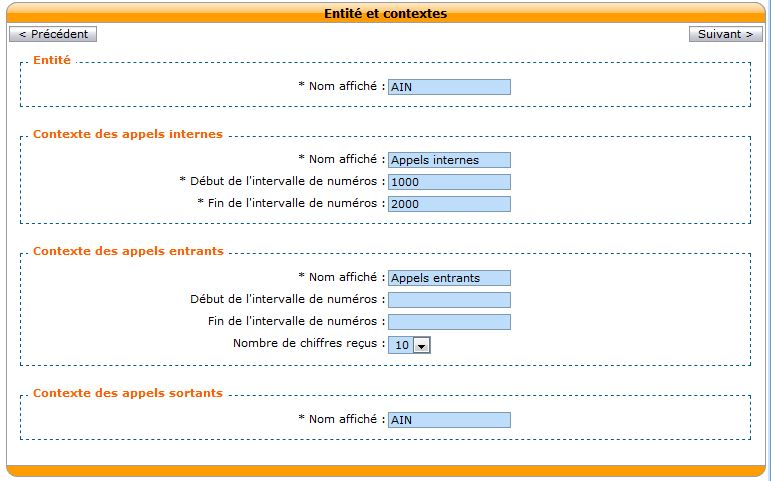 Entité et contextes
< Précédent
Suivant >
Entité
* Nom affiché : AIN
Contexte des appels internes
* Nom affiché : Appels internes
* Début de l'intervalle de numéros : 1000
* Fin de l'intervalle de numéros : 2000
Contexte des appels entrants
* Nom affiché : Appels entrants
Début de l'intervalle de numéros :
Fin de l'intervalle de numéros :
Nombre de chiffres reçus : 10
Contexte des appels sortants
* Nom affiché : AIN